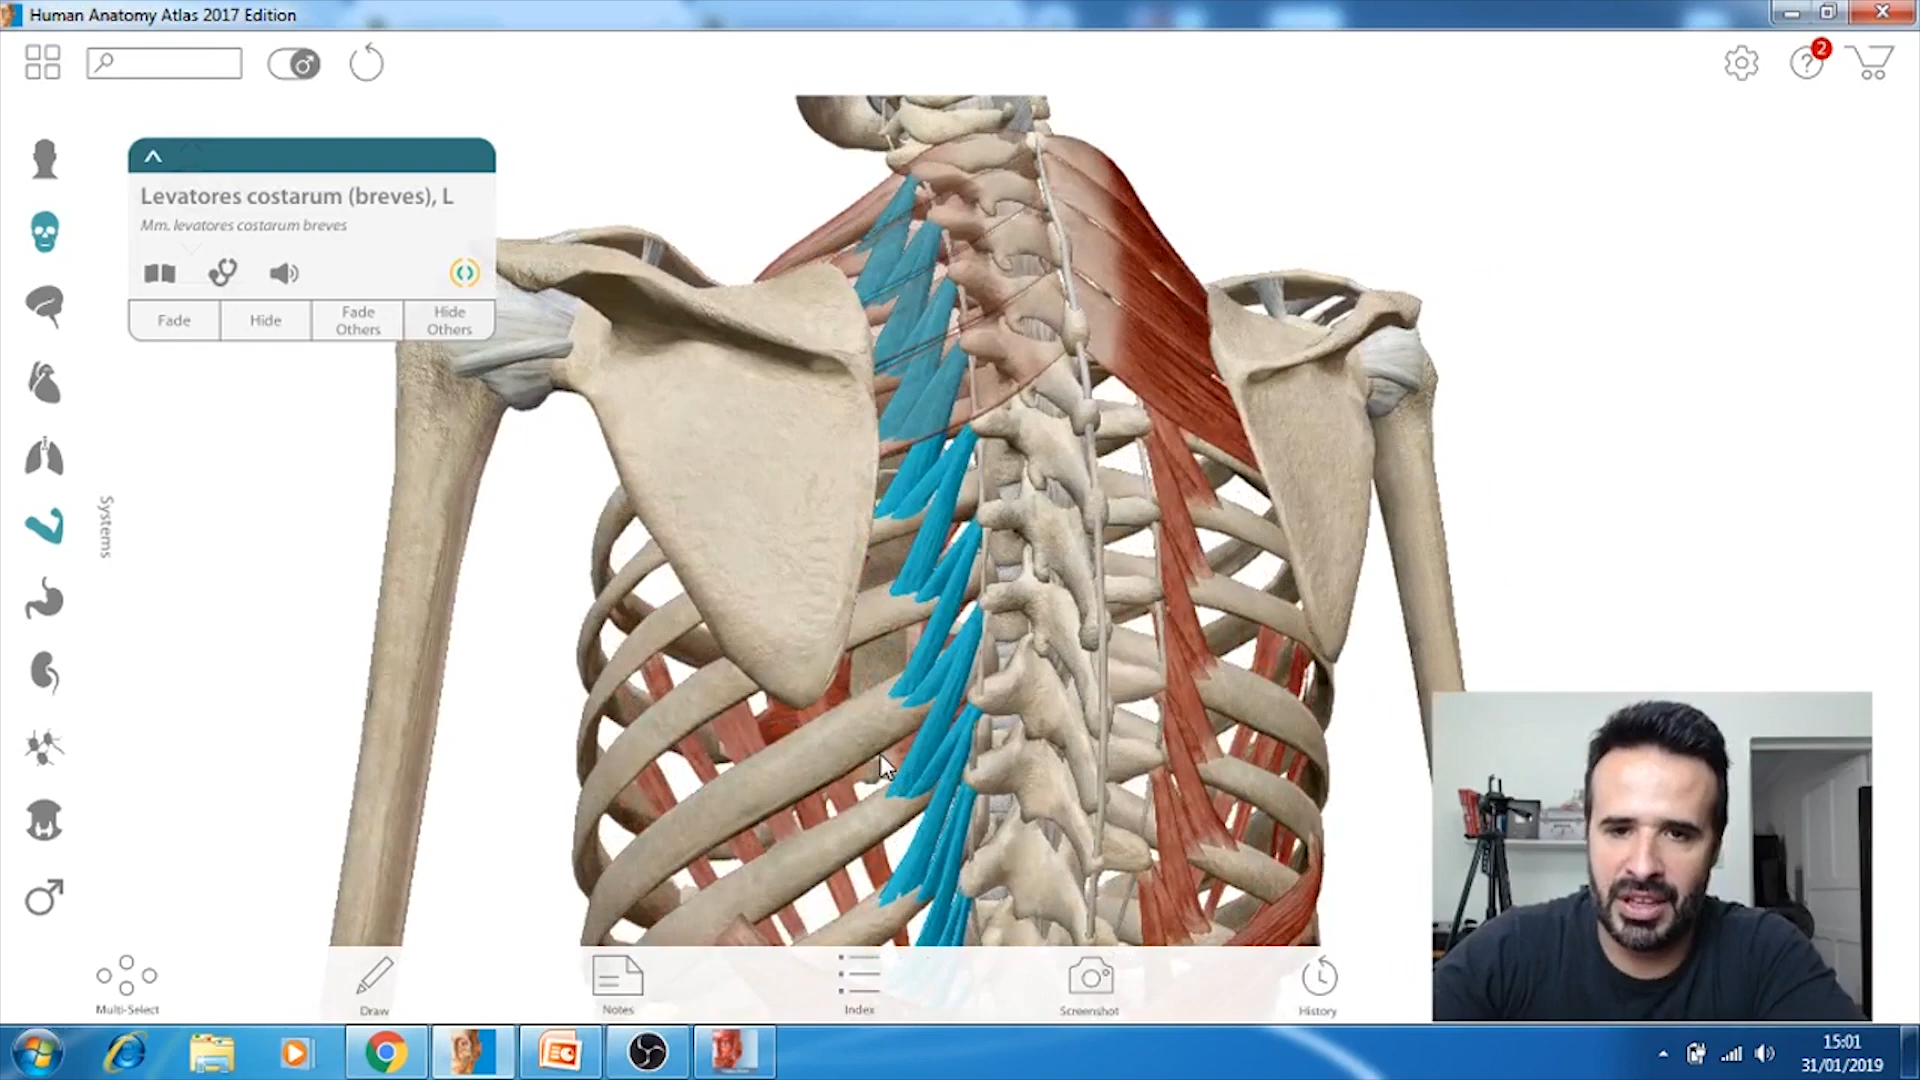 Human Anatomy Atlas 2017 Edition
2
Levatores costarum (breves), L
Mm. levatores costarum breves
Fade
Hide
Fade
Others
Hide
Others
Systems
Multi-Select
Draw
Notes
Index
Screenshot
History
15:01
31/01/2019